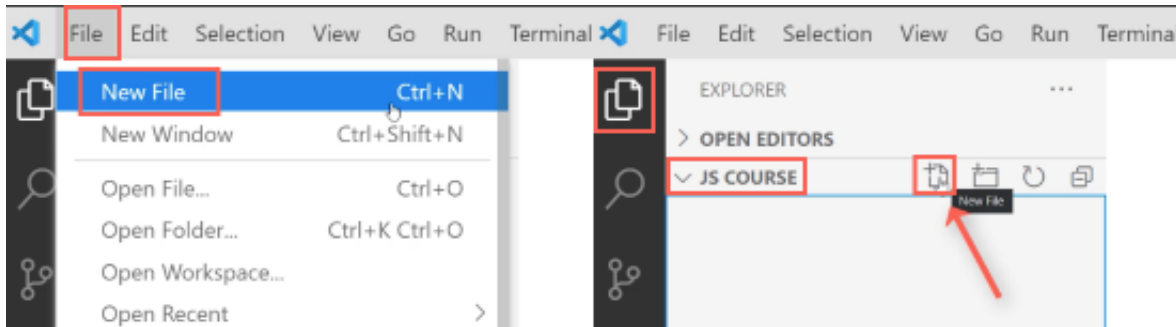 File Edit Selection View Go Run Terminal
New File Ctrl+N
New Window Ctrl+Shift+N
Open File... Ctrl+O
Open Folder... Ctrl+K Ctrl+O
Open Workspace...
Open Recent
File Edit Selection View Go Run Termina
EXPLORER
OPEN EDITORS
JS COURSE
New File